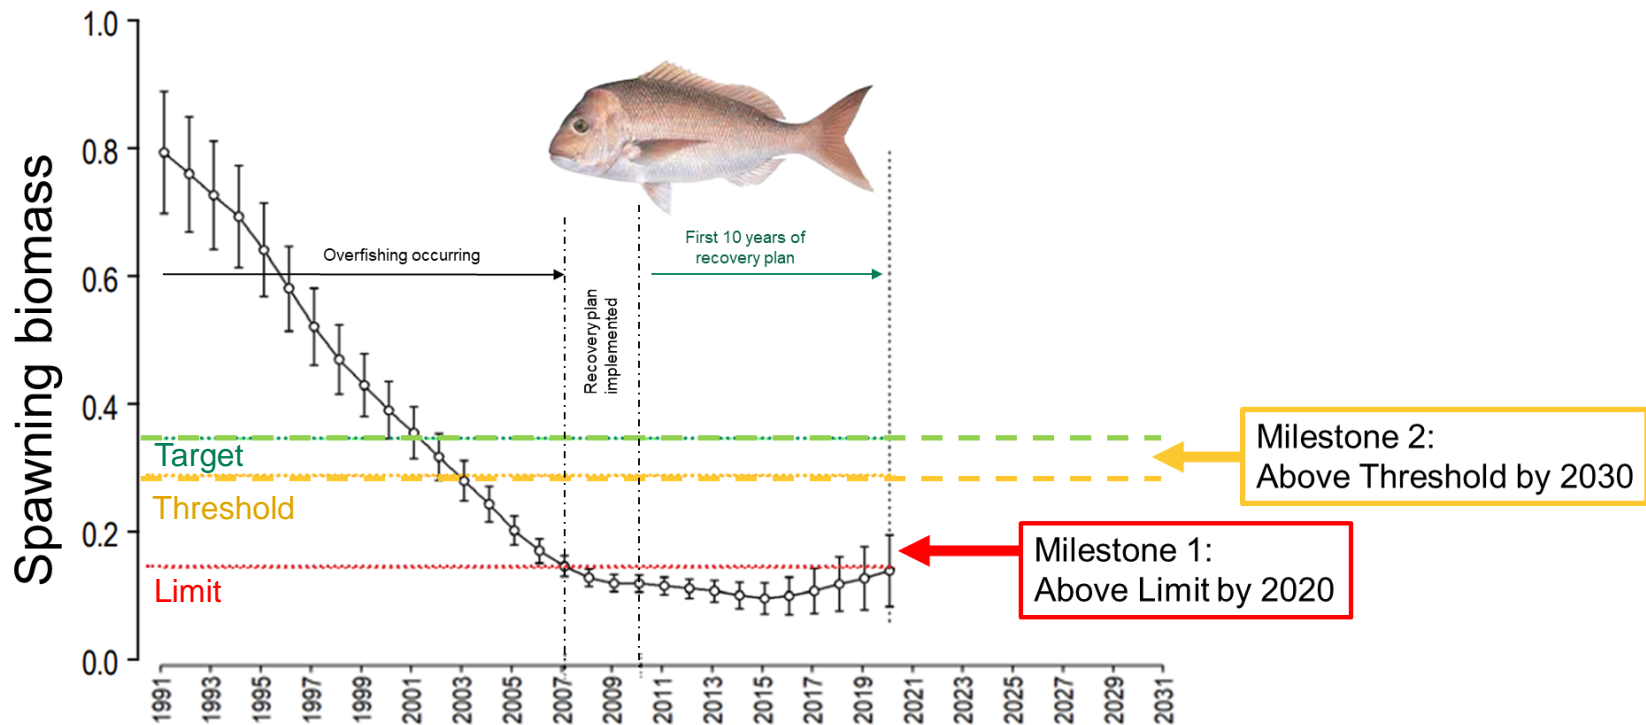 Spawning biomass
1.0
0.8
0.6
0.4
0.2
0.0
Overfishing occurring
Recovery plan
implemented
First 10 years of
recovery plan
Target
Threshold
Limit
Milestone 2:
Above Threshold by 2030
Milestone 1:
Above Limit by 2020
1991
1993
1995
1997
1999
2001
2003
2005
2007
2009
2011
2013
2015
2017
2019
2021
2023
2025
2027
2029
2031